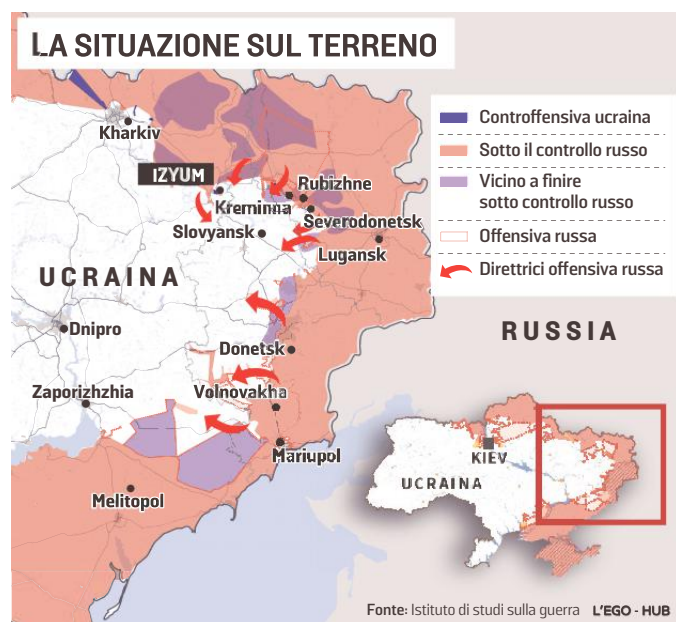 LA SITUAZIONE SUL TERRENO
Controffensiva ucraina
Sotto il controllo russo
Vicino a finire
sotto controllo russo
Offensiva russa
Direttrici offensiva russa
Kharkiv
IZYUM
Rubizhne
Kreminna
Severodonetsk
Slovyansk
Lugansk
UCRAINA
RUSSIA
Dnipro
Donetsk
Zaporizhzhia
Volnovakha
Mariupol
Melitopol
KIEV
UCRAINA
Fonte: Istituto di studi sulla guerra L'EGO - HUB